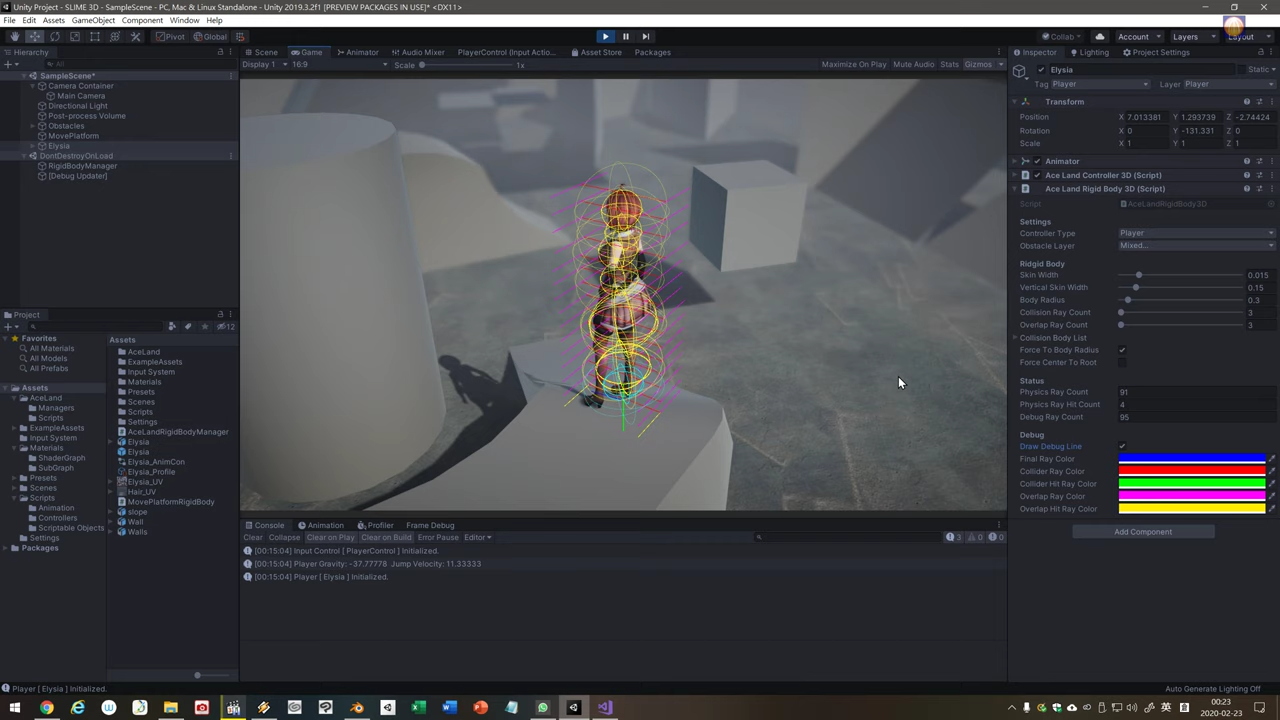 Unity Project - SLIME 3D - SampleScene - PC, Mac & Linux Standalone - Unity 2019.3.2f1 [PREVIEW PACKAGES IN USE]* <DX11>
File Edit Assets GameObject Component Window Help
Pivot Global Collab Account Layers Layout
Hierarchy
All
SampleScene*
Camera Container
Main Camera
Directional Light
Post-process Volume
Obstacles
MovePlatform
Elysia
DontDestroyOnLoad
RigidBodyManager
[Debug Updater]
Project
12
Favorites
All Materials
All Models
All Prefabs
Assets
AceLand
Managers
Scripts
ExampleAssets
Input System
Materials
ShaderGraph
SubGraph
Presets
Scenes
Scripts
Animation
Controllers
Scriptable Objects
Settings
Packages
Assets
AceLand
ExampleAssets
Input System
Materials
Presets
Scenes
Scripts
Settings
AceLandRigidBodyManager
Elysia
Elysia
Elysia_AnimCon
Elysia_Profile
Elysia_UV
Hair_UV
MovePlatformRigidBody
slope
Wall
Walls
Scene Game Animator Audio Mixer PlayerControl (Input Actio... Asset Store Packages
Display 1 16:9 Scale 1x Maximize On Play Mute Audio Stats Gizmos
Console Animation Profiler Frame Debug
Clear Collapse Clear on Play Clear on Build Error Pause Editor 3 0 0
[00:15:04] Input Control [ PlayerControl ] Initialized.
[00:15:04] Player Gravity: -37.77778 Jump Velocity: 11.33333
[00:15:04] Player [ Elysia ] Initialized.
Inspector Lighting Project Settings
Elysia Static
Tag Player Layer Player
Transform
Position X 7.013381 Y 1.293739 Z -2.74424
Rotation X 0 Y -131.331 Z 0
Scale X 1 Y 1 Z 1
Animator
Ace Land Controller 3D (Script)
Ace Land Rigid Body 3D (Script)
Script AceLandRigidBody3D
Settings
Controller Type Player
Obstacle Layer Mixed...
Ridgid Body
Skin Width 0.015
Vertical Skin Width 0.15
Body Radius 0.3
Collision Ray Count 3
Overlap Ray Count 3
Collision Body List
Force To Body Radius
Force Center To Root
Status
Physics Ray Count 91
Physics Ray Hit Count 4
Debug Ray Count 95
Debug
Draw Debug Line
Final Ray Color
Collider Ray Color
Collider Hit Ray Color
Overlap Ray Color
Overlap Hit Ray Color
Add Component
Player [ Elysia ] Initialized. Auto Generate Lighting Off
00:23
2020-02-23